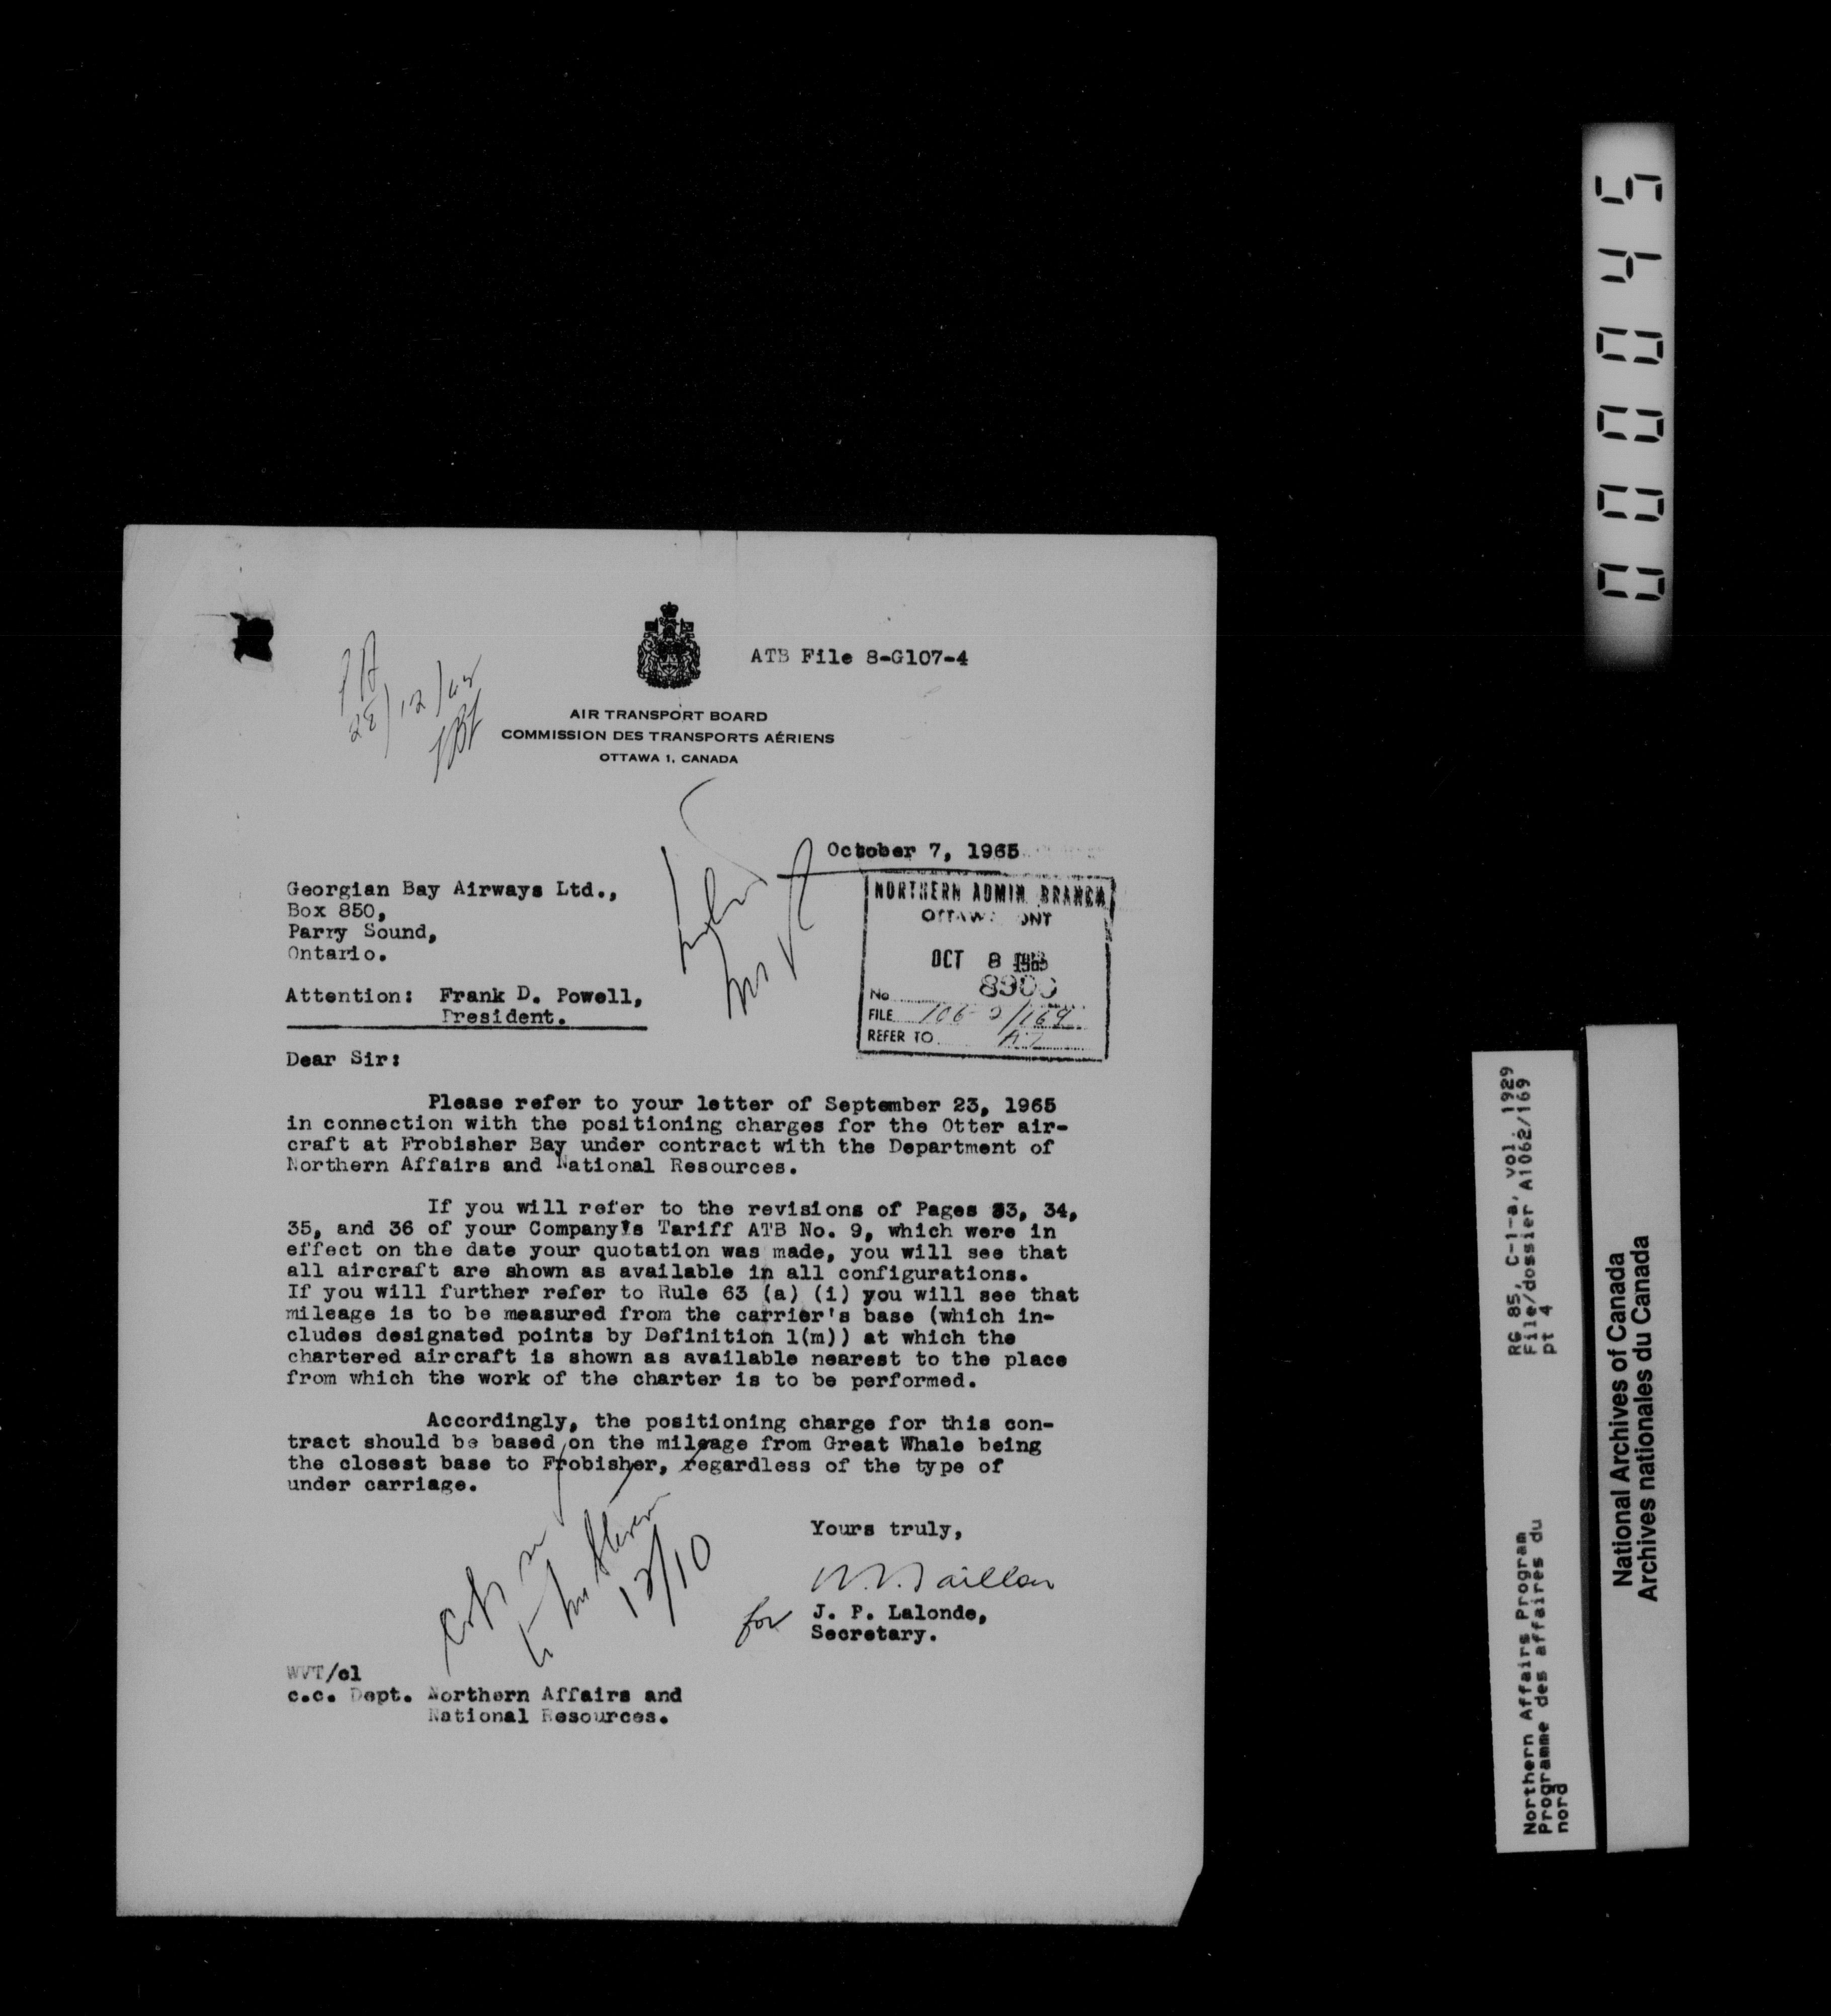 ATB File 8-G107-4
AIR TRANSPORT BOARD
COMMISSION DES TRANSPORTS AÉRIENS
OTTAWA 1, CANADA
October 7, 1965
Georgian Bay Airways Ltd.,
Box 850,
Parry Sound,
Ontario.
NORTHERN ADMIN. BRANCH
OTTAWA ONT
OCT 8 1965
No 8900
FILE 106-2/169
REFER TO
Attention: Frank D. Powell,
President.
Dear Sir:
Please refer to your letter of September 23, 1965
in connection with the positioning charges for the Otter air-
craft at Frobisher Bay under contract with the Department of
Northern Affairs and National Resources.
If you will refer to the revisions of Pages 33, 34,
35, and 36 of your Company's Tariff ATB No. 9, which were in
effect on the date your quotation was made, you will see that
all aircraft are shown as available in all configurations.
If you will further refer to Rule 63 (a) (i) you will see that
mileage is to be measured from the carrier's base (which in-
cludes designated points by Definition 1(m)) at which the
chartered aircraft is shown as available nearest to the place
from which the work of the charter is to be performed.
Accordingly, the positioning charge for this con-
tract should be based on the mileage from Great Whale being
the closest base to Frobisher, regardless of the type of
under carriage.
12/10
Yours truly,
for J. P. Lalonde,
Secretary.
WVT/cl
c.c. Dept. Northern Affairs and
National Resources.
000045
RG 85, C-1-a, vol. 1929
File/dossier A1062/169
pt 4
Northern Affairs Program
Programme des affaires du
nord
National Archives of Canada
Archives nationales du Canada